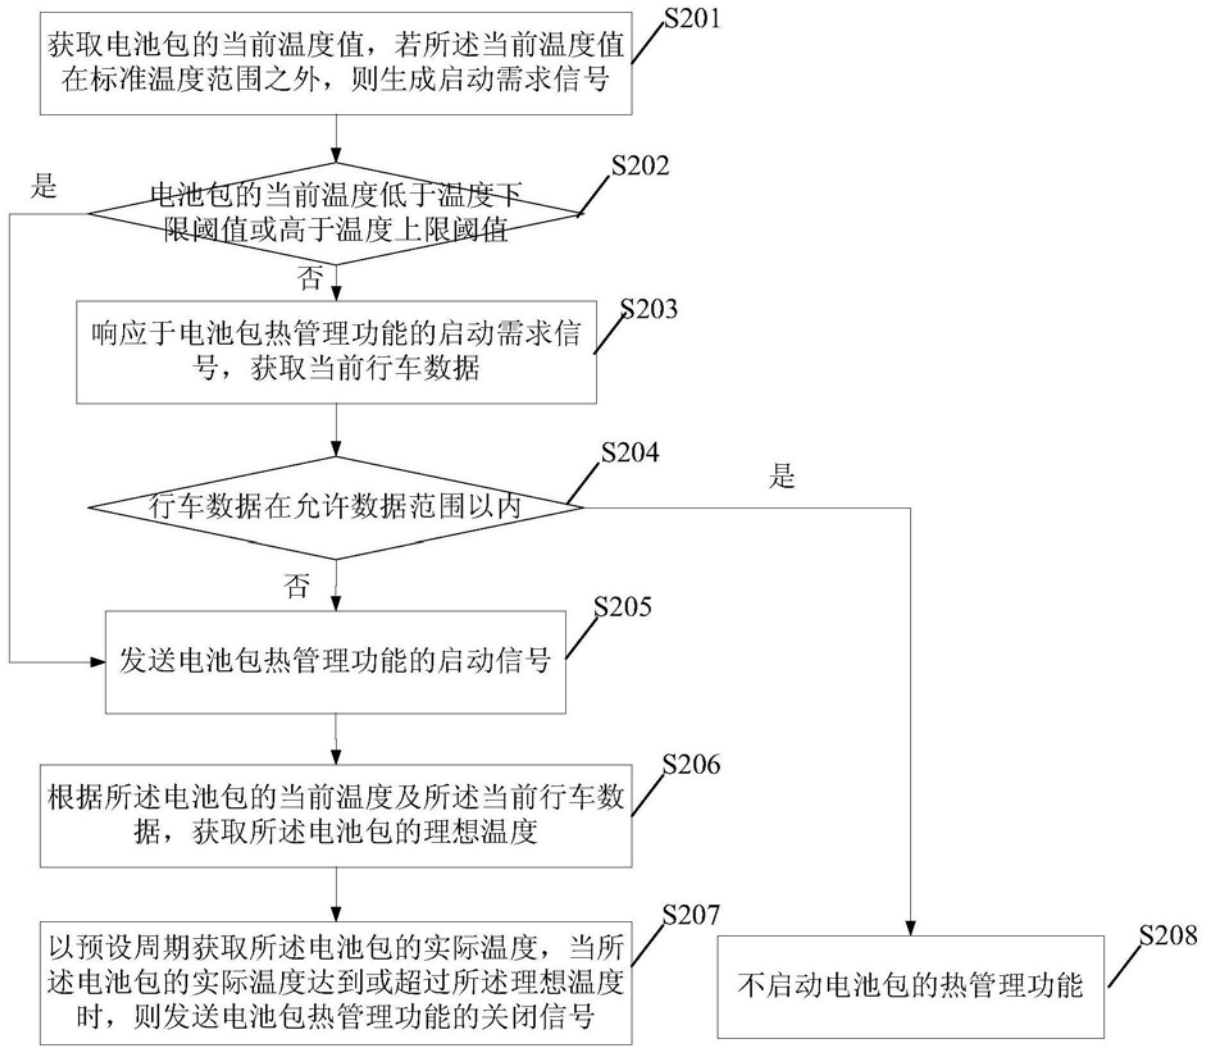 S201
获取电池包的当前温度值，若所述当前温度值
在标准温度范围之外，则生成启动需求信号
S202
是
电池包的当前温度低于温度下
限阈值或高于温度上限阈值
否
S203
响应于电池包热管理功能的启动需求信
号，获取当前行车数据
S204
是
行车数据在允许数据范围以内
否
S205
发送电池包热管理功能的启动信号
S206
根据所述电池包的当前温度及所述当前行车数
据，获取所述电池包的理想温度
S207
以预设周期获取所述电池包的实际温度，当所
述电池包的实际温度达到或超过所述理想温度
时，则发送电池包热管理功能的关闭信号
S208
不启动电池包的热管理功能